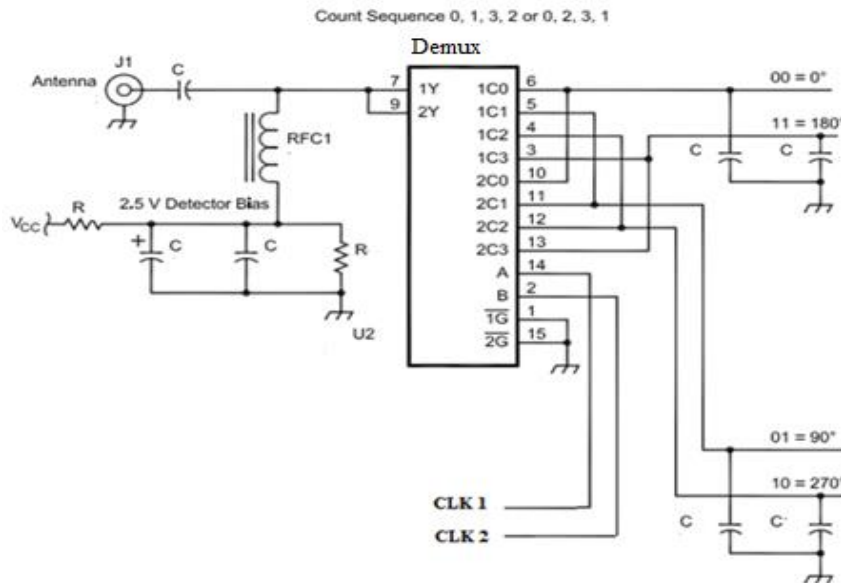 Count Sequence 0, 1, 3, 2 or 0, 2, 3, 1
Demux
J1
Antenna
C
7
9
1Y
2Y
1C0
1C1
1C2
1C3
2C0
2C1
2C2
2C3
A
B
1G
2G
6
5
4
3
10
11
12
13
14
2
1
15
RFC1
2.5 V Detector Bias
VCC
R
+
C
C
R
U2
00 = 0°
11 = 180°
C
C
01 = 90°
10 = 270°
C
C
CLK 1
CLK 2